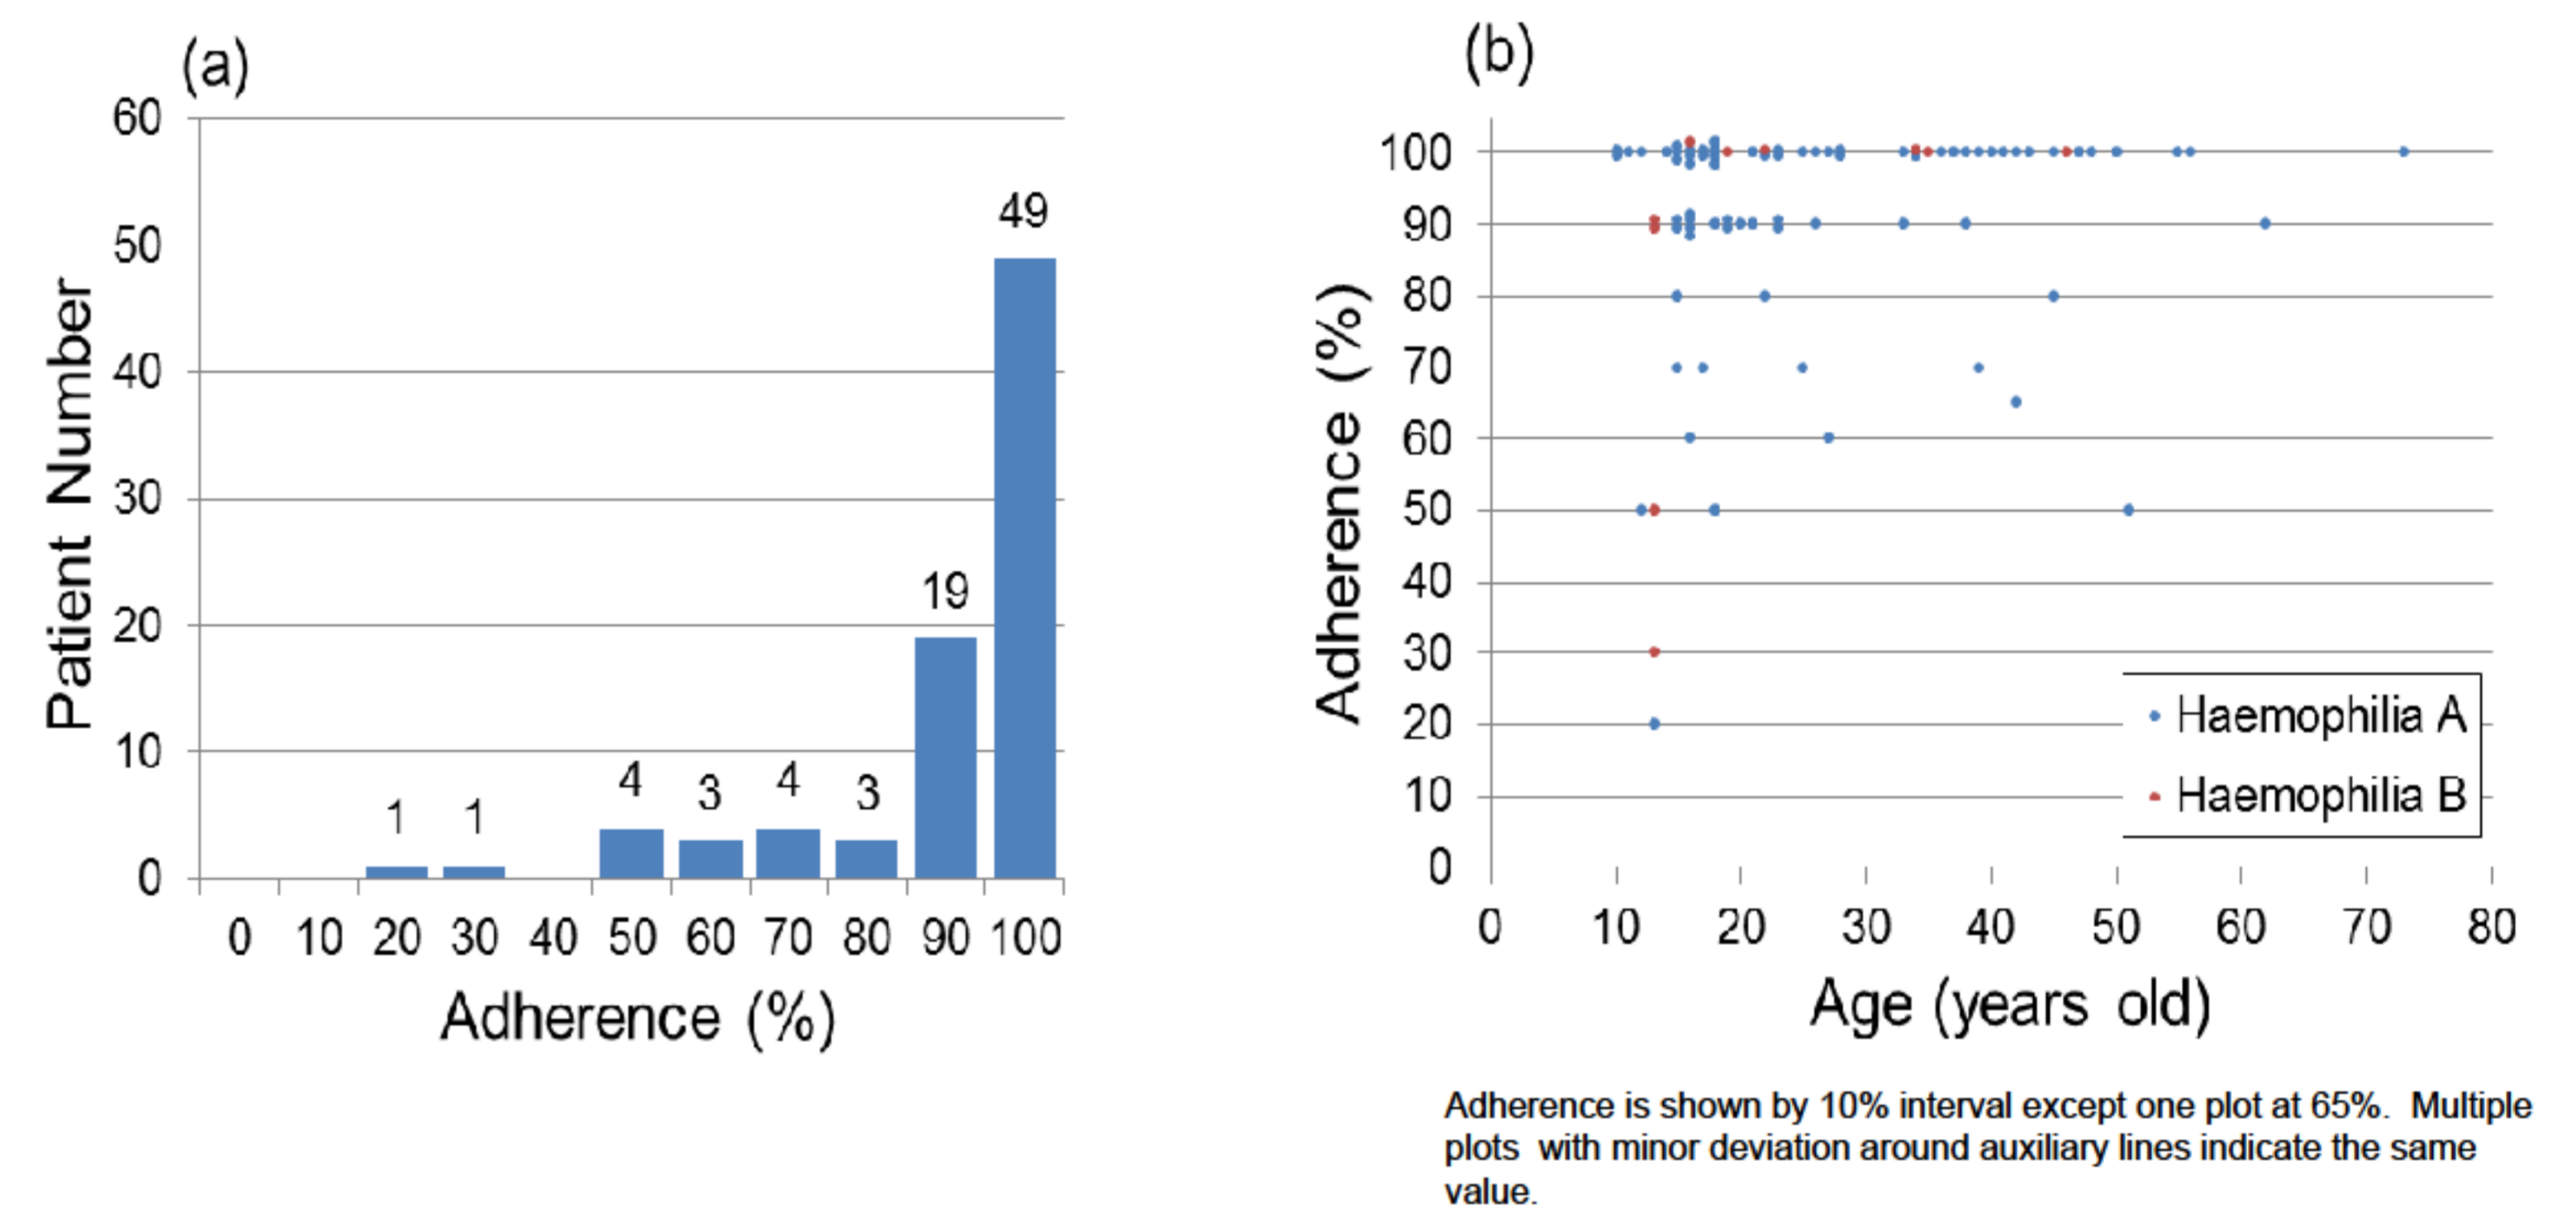 (a)
60
50
40
30
20
10
0
Patient Number
1
1
4
3
4
3
19
49
0 10 20 30 40 50 60 70 80 90 100
Adherence (%)
(b)
100
90
80
70
60
50
40
30
20
10
0
Adherence (%)
Haemophilia A
Haemophilia B
0 10 20 30 40 50 60 70 80
Age (years old)
Adherence is shown by 10% interval except one plot at 65%. Multiple
plots with minor deviation around auxiliary lines indicate the same
value.